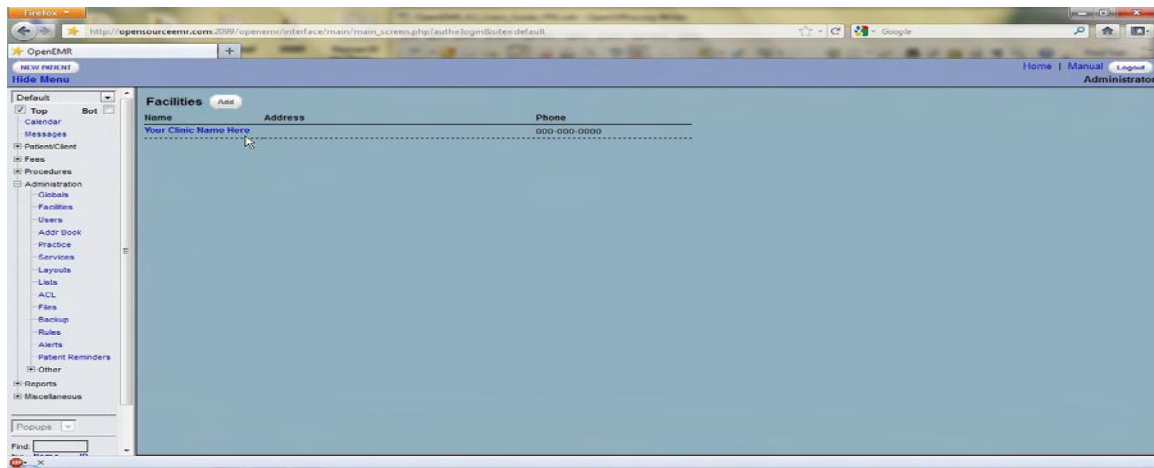 Firefox
http://opensourceemr.com:2099/openemr/interface/main/main_screen.php?auth=login&site=default
Google
OpenEMR
+
NEW PATIENT
Home | Manual Logout
Hide Menu
Administrator
Default
Top Bot
Calendar
Messages
Patient/Client
Fees
Procedures
Administration
Globals
Facilities
Users
Addr Book
Practice
Services
Layouts
Lists
ACL
Files
Backup
Rules
Alerts
Patient Reminders
Other
Reports
Miscellaneous
Popups
Find:
Facilities Add
Name Address Phone
Your Clinic Name Here 000-000-0000